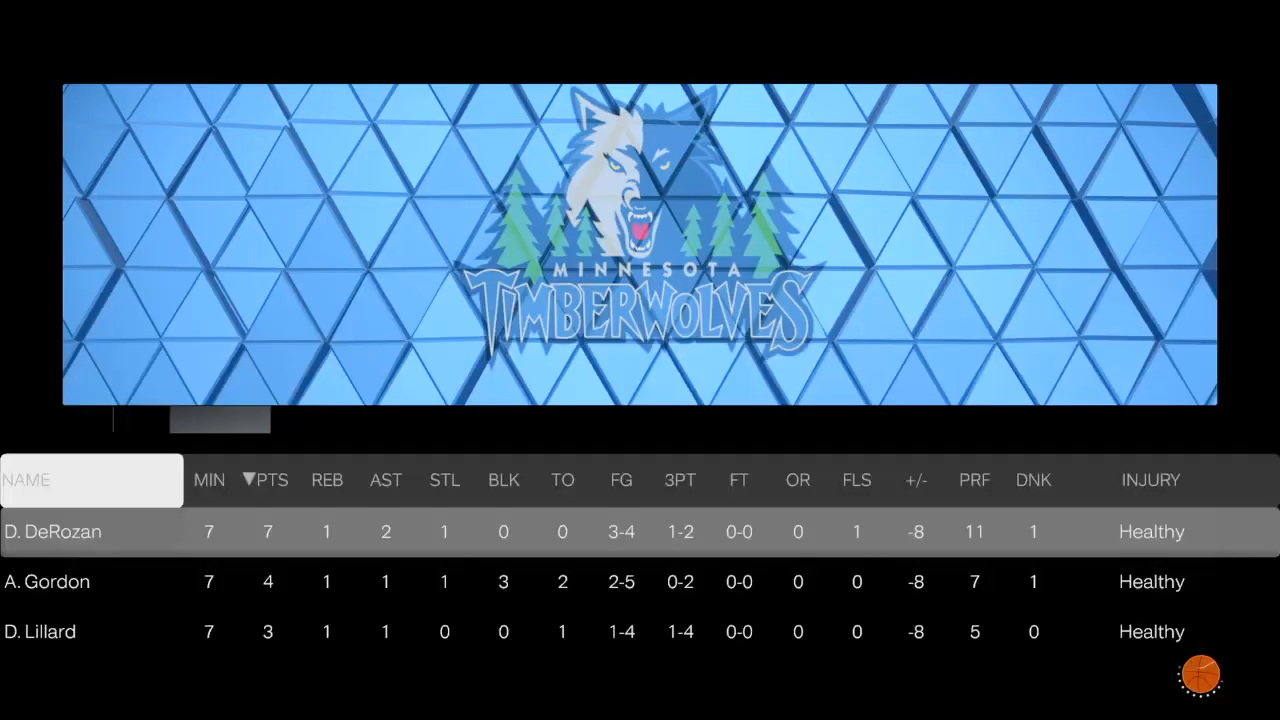 MINNESOTA
TIMBERWOLVES
NAME MIN ▼PTS REB AST STL BLK TO FG 3PT FT OR FLS +/- PRF DNK INJURY
D. DeRozan 7 7 1 2 1 0 0 3-4 1-2 0-0 0 1 -8 11 1 Healthy
A. Gordon 7 4 1 1 1 3 2 2-5 0-2 0-0 0 0 -8 7 1 Healthy
D. Lillard 7 3 1 1 0 0 1 1-4 1-4 0-0 0 0 -8 5 0 Healthy